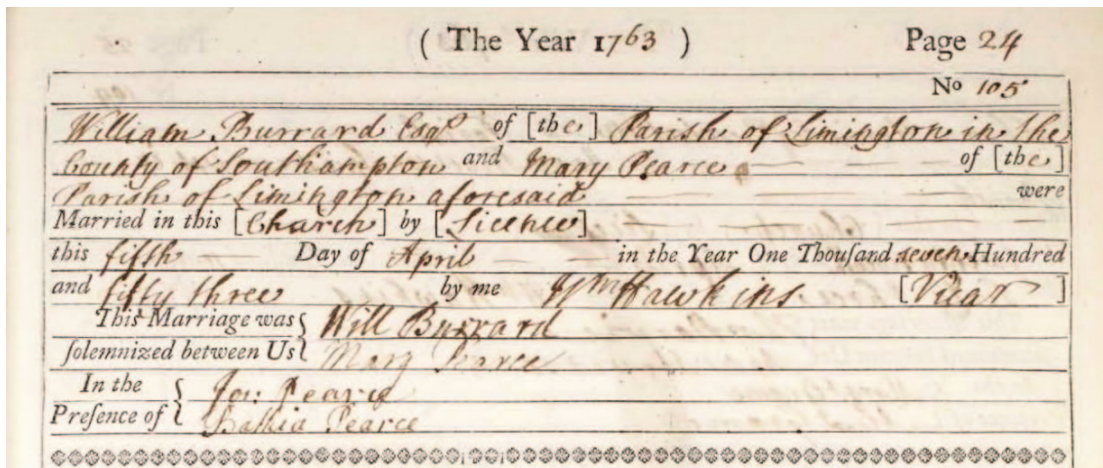 ( The Year 1763 ) Page 24
No 105
William Burrard Esqr. of [the] Parish of Limington in the
County of Southampton and Mary Pearce of [the]
Parish of Limington aforesaid were
Married in this [Church] by [Licence]
this fifth Day of April in the Year One Thouſand seven Hundred
and fifty three by me Wm Hawkins [Vicar]
This Marriage was { Will Burrard
ſolemnized between Us { Mary Pearce
In the { Jos: Pearce
Preſence of { Pearce